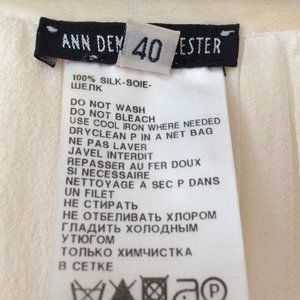 ANN DEM
40
ESTER
100% SILK-SOIE-
ШЕЛК
DO NOT WASH
DO NOT BLEACH
USE COOL IRON WHERE NEEDED
DRYCLEAN P IN A NET BAG
NE PAS LAVER
JAVEL INTERDIT
REPASSER AU FER DOUX
SI NECESSAIRE
NETTOYAGE A SEC P DANS
UN FILET
НЕ СТИРАТЬ
НЕ ОТБЕЛИВАТЬ ХЛОРОМ
ГЛАДИТЬ ХОЛОДНЫМ
УТЮГОМ
ТОЛЬКО ХИМЧИСТКА
В СЕТКЕ
P